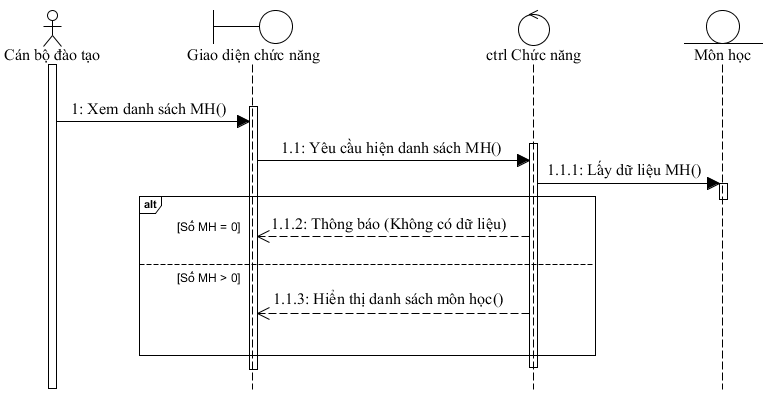 Cán bộ đào tạo
Giao diện chức năng
ctrl Chức năng
Môn học
1: Xem danh sách MH()
1.1: Yêu cầu hiện danh sách MH()
1.1.1: Lấy dữ liệu MH()
alt
[Số MH = 0]
1.1.2: Thông báo (Không có dữ liệu)
[Số MH > 0]
1.1.3: Hiển thị danh sách môn học()